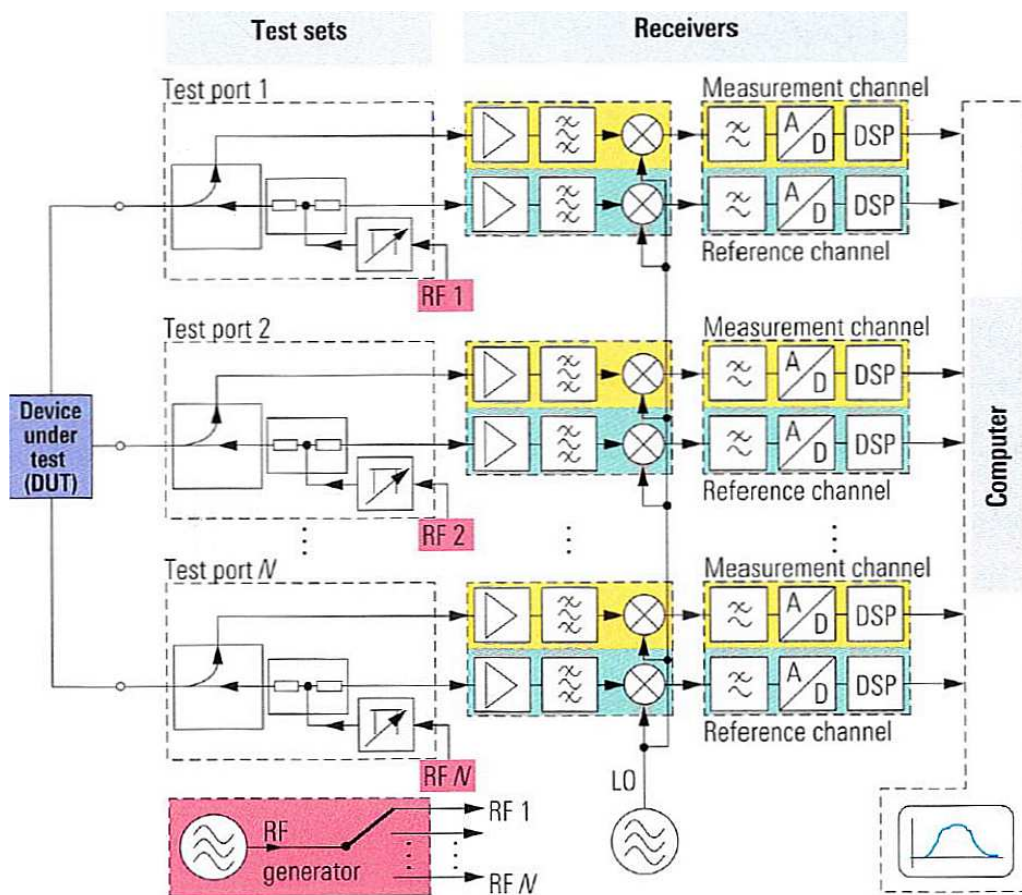 Test sets
Receivers
Test port 1
Measurement channel
A
D
DSP
A
D
DSP
RF 1
Reference channel
Test port 2
Measurement channel
A
D
DSP
Device
under
test
(DUT)
A
D
DSP
RF 2
Reference channel
Computer
Test port N
Measurement channel
A
D
DSP
A
D
DSP
RF N
Reference channel
LO
RF
generator
RF 1
RF N